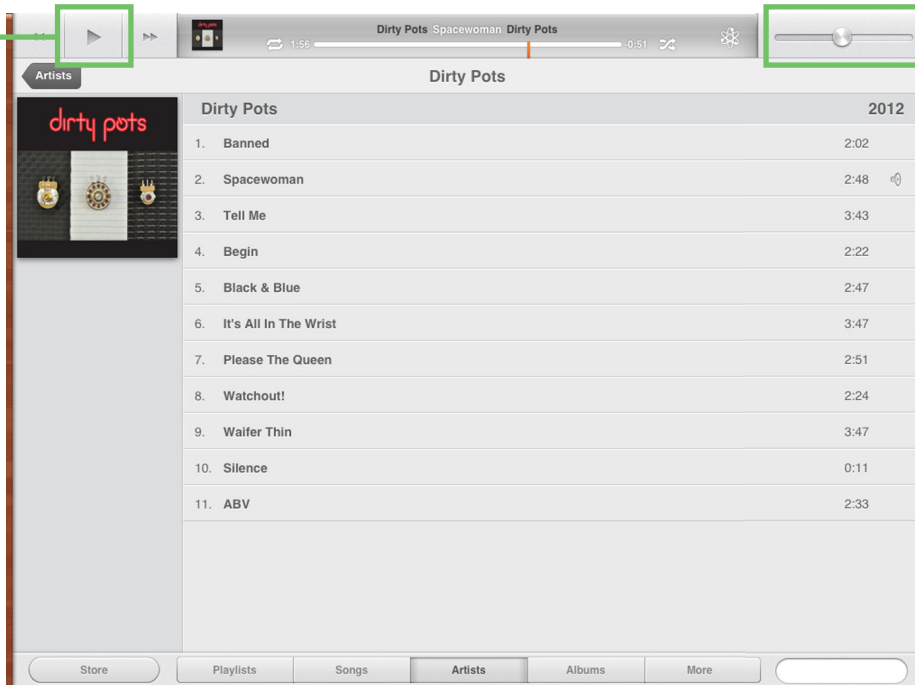 Dirty Pots Spacewoman Dirty Pots
1:56 -0:51
Artists
Dirty Pots
dirty pots
Dirty Pots 2012
1. Banned 2:02
2. Spacewoman 2:48
3. Tell Me 3:43
4. Begin 2:22
5. Black & Blue 2:47
6. It's All In The Wrist 3:47
7. Please The Queen 2:51
8. Watchout! 2:24
9. Waifer Thin 3:47
10. Silence 0:11
11. ABV 2:33
Store Playlists Songs Artists Albums More